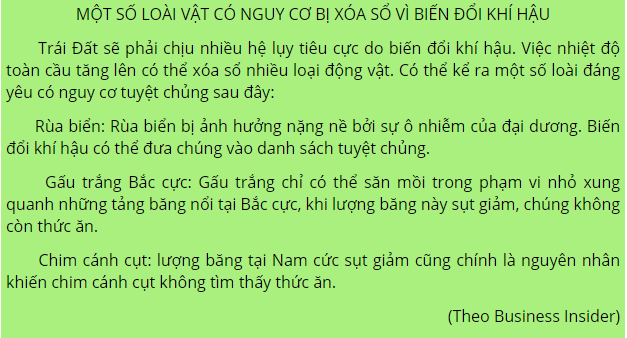 MỘT SỐ LOÀI VẬT CÓ NGUY CƠ BỊ XÓA SỔ VÌ BIẾN ĐỔI KHÍ HẬU
Trái Đất sẽ phải chịu nhiều hệ lụy tiêu cực do biến đổi khí hậu. Việc nhiệt độ
toàn cầu tăng lên có thể xóa sổ nhiều loại động vật. Có thể kể ra một số loài đáng
yêu có nguy cơ tuyệt chủng sau đây:
Rùa biển: Rùa biển bị ảnh hưởng nặng nề bởi sự ô nhiễm của đại dương. Biến
đổi khí hậu có thể đưa chúng vào danh sách tuyệt chủng.
Gấu trắng Bắc cực: Gấu trắng chỉ có thể săn mồi trong phạm vi nhỏ xung
quanh những tảng băng nổi tại Bắc cực, khi lượng băng này sụt giảm, chúng không
còn thức ăn.
Chim cánh cụt: lượng băng tại Nam cức sụt giảm cũng chính là nguyên nhân
khiến chim cánh cụt không tìm thấy thức ăn.
(Theo Business Insider)